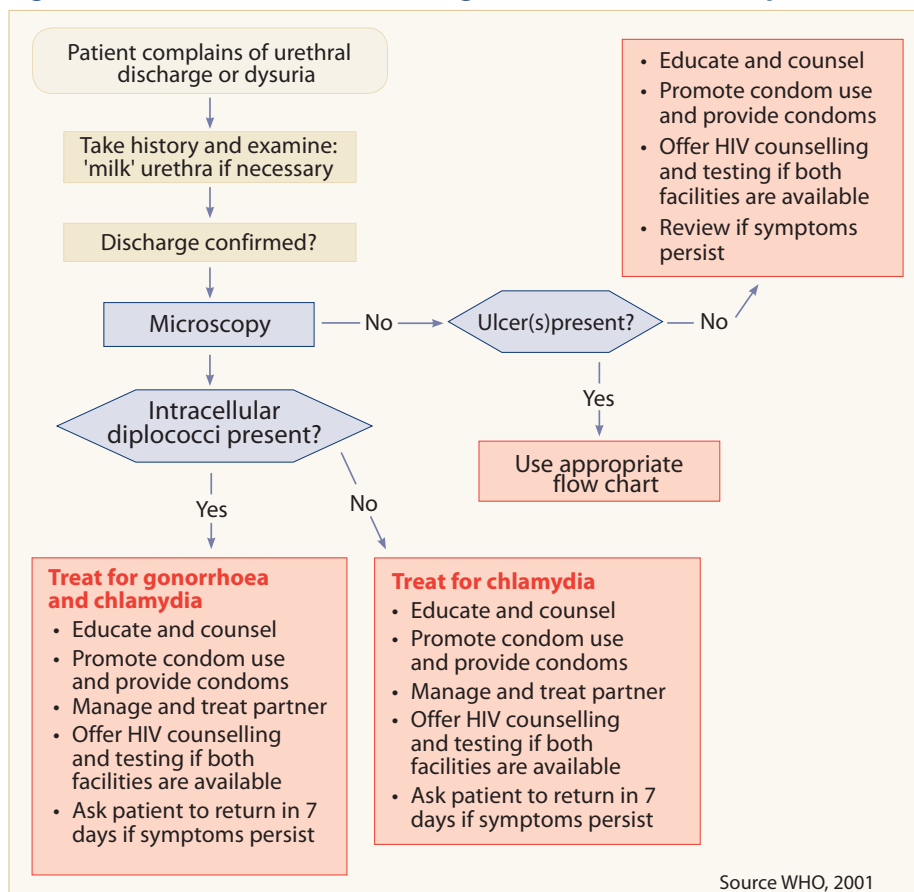 Patient complains of urethral
discharge or dysuria
Take history and examine:
'milk' urethra if necessary
Discharge confirmed?
Microscopy
No
Ulcer(s)present?
No
• Educate and counsel
• Promote condom use
and provide condoms
• Offer HIV counselling
and testing if both
facilities are available
• Review if symptoms
persist
Yes
Use appropriate
flow chart
Intracellular
diplococci present?
Yes
No
Treat for gonorrhoea
and chlamydia
• Educate and counsel
• Promote condom use
and provide condoms
• Manage and treat partner
• Offer HIV counselling
and testing if both
facilities are available
• Ask patient to return in 7
days if symptoms persist
Treat for chlamydia
• Educate and counsel
• Promote condom use
and provide condoms
• Manage and treat partner
• Offer HIV counselling
and testing if both
facilities are available
• Ask patient to return in 7
days if symptoms persist
Source WHO, 2001